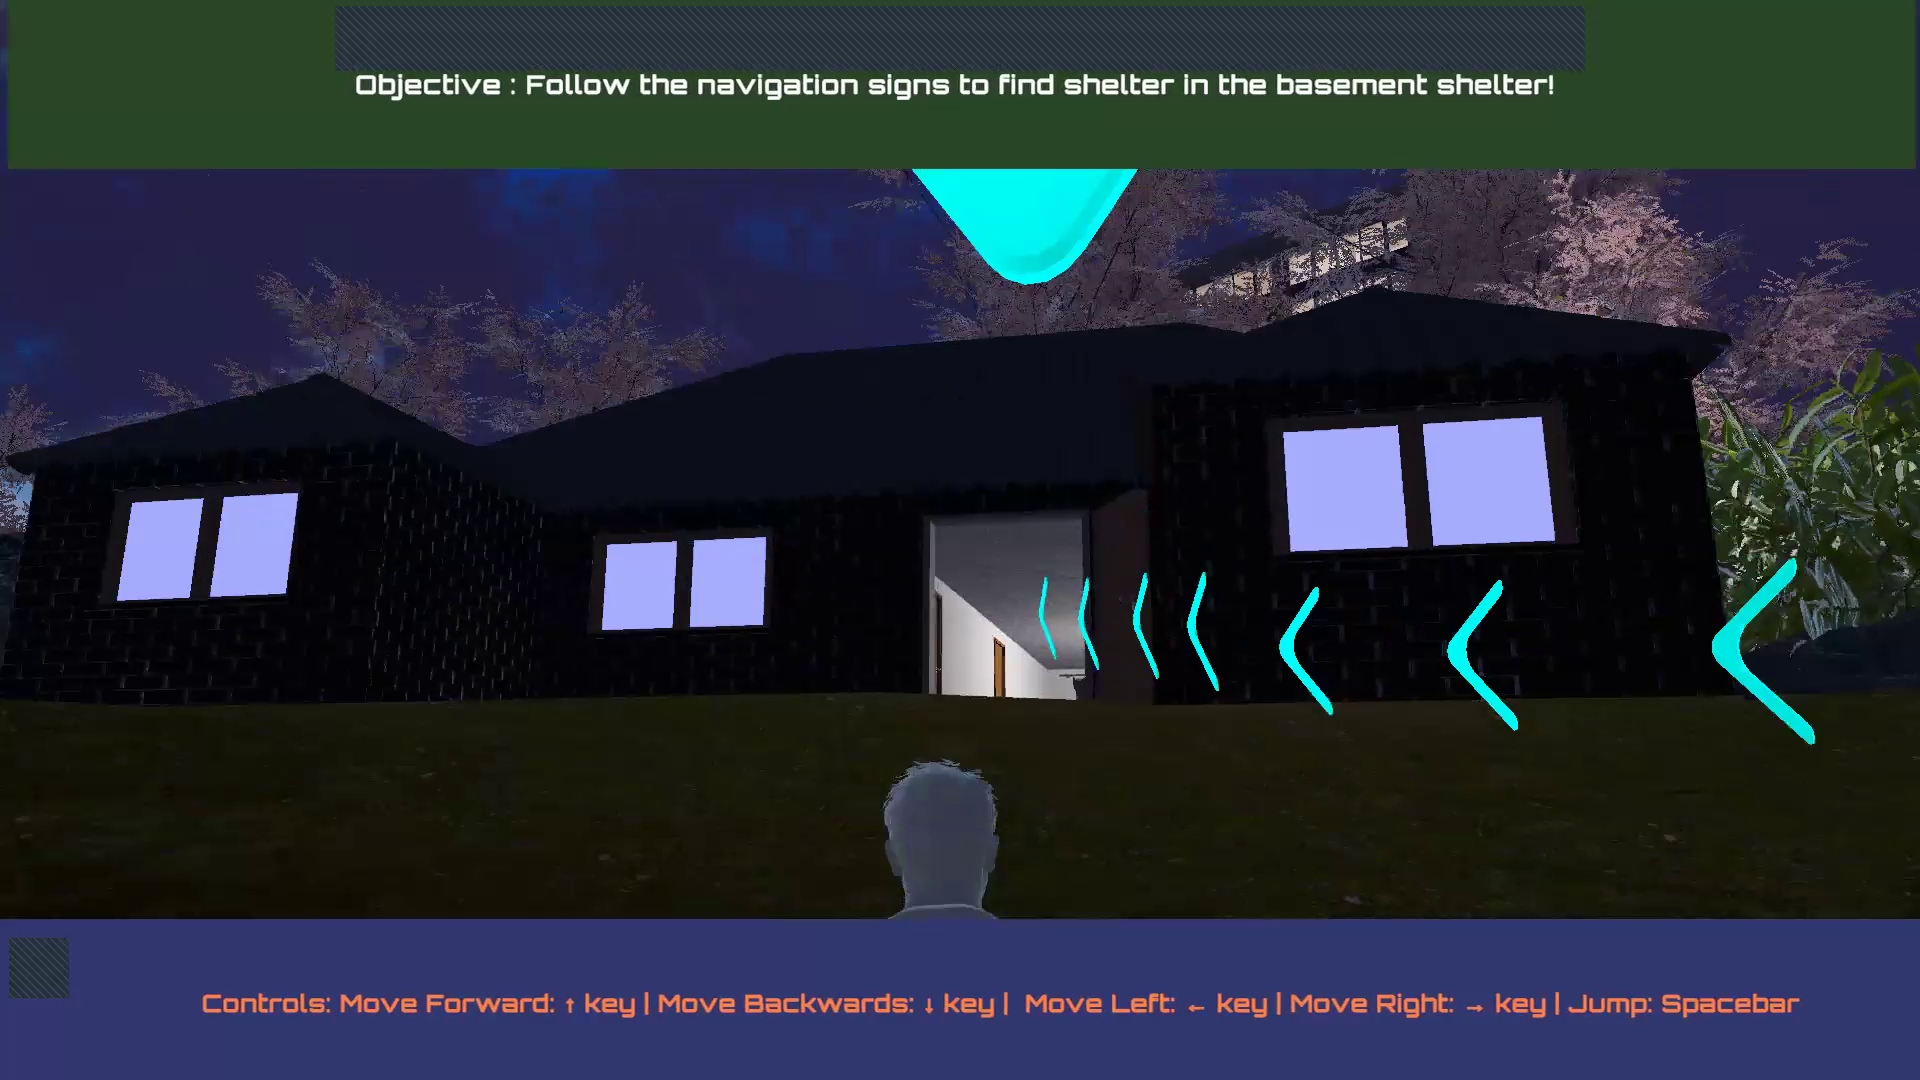 Objective : Follow the navigation signs to find shelter in the basement shelter!
Controls: Move Forward: ↑ key | Move Backwards: ↓ key | Move Left: ← key | Move Right: → key | Jump: Spacebar